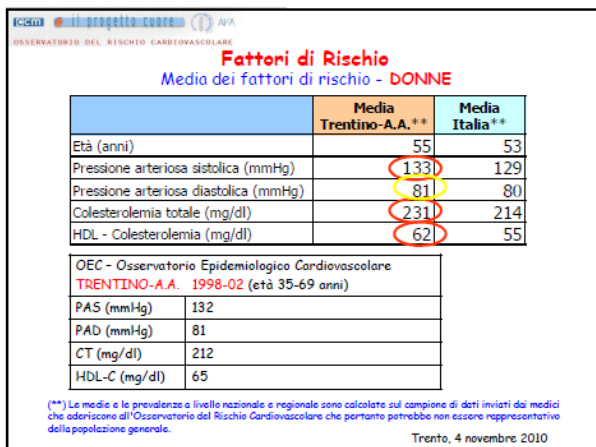 ccm il progetto cuore AIFA
OSSERVATORIO DEL RISCHIO CARDIOVASCOLARE
Fattori di Rischio
Media dei fattori di rischio - DONNE
Media Trentino-A.A.** Media Italia**
Età (anni) 55 53
Pressione arteriosa sistolica (mmHg) 133 129
Pressione arteriosa diastolica (mmHg) 81 80
Colesterolemia totale (mg/dl) 231 214
HDL - Colesterolemia (mg/dl) 62 55
OEC – Osservatorio Epidemiologico Cardiovascolare
TRENTINO-A.A. 1998-02 (età 35-69 anni)
PAS (mmHg) 132
PAD (mmHg) 81
CT (mg/dl) 212
HDL-C (mg/dl) 65
(**) Le medie e le prevalenze a livello nazionale e regionale sono calcolate sul campione di dati inviati dai medici
che aderiscono all'Osservatorio del Rischio Cardiovascolare che pertanto potrebbe non essere rappresentativo
della popolazione generale.
Trento, 4 novembre 2010